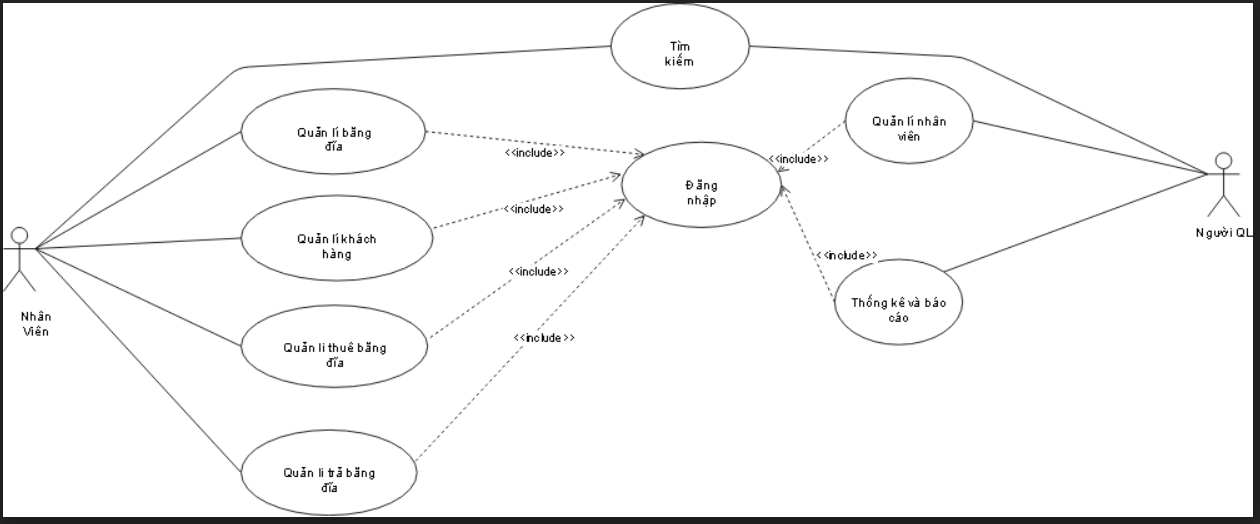 Tìm
kiếm
Quản lí băng
đĩa
<<include>>
Quản lí nhân
viên
<<include>>
Đăng
nhập
Quản lí khách
hàng
<<include>>
Người QL
Nhân
Viên
<<include>>
<<include>>
Thống kê và báo
cáo
Quản li thuê băng
đĩa
<<include>>
Quản li trả băng
đĩa